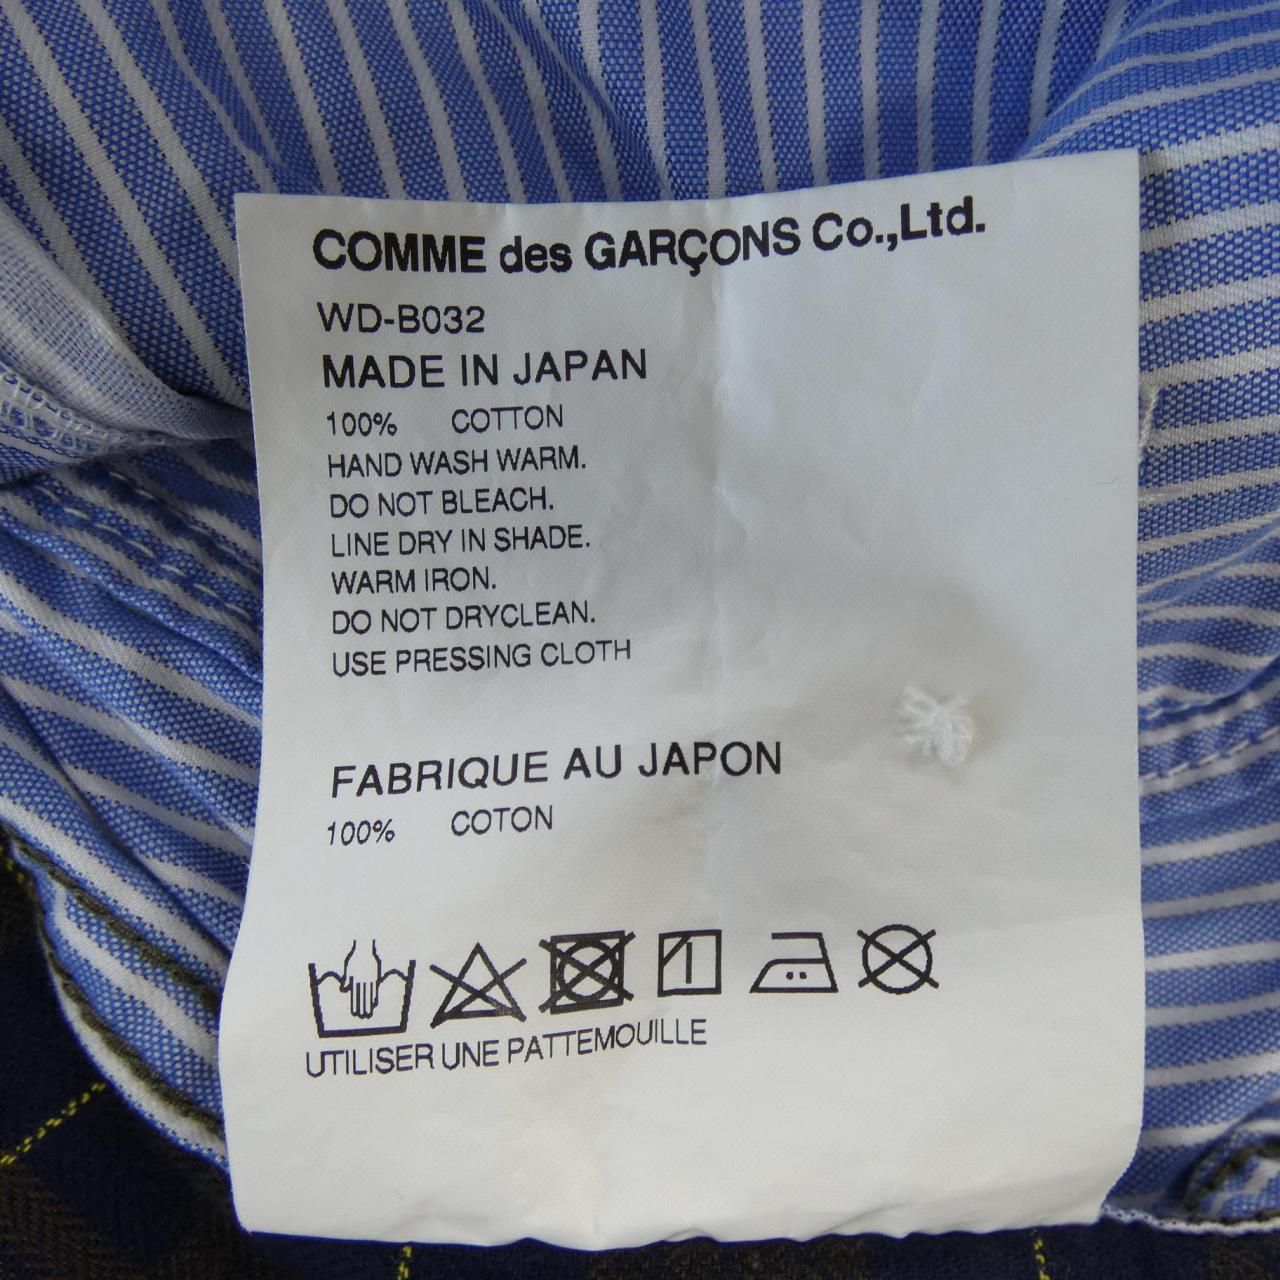 COMME des GARÇONS Co.,Ltd.
WD-B032
MADE IN JAPAN
100% COTTON
HAND WASH WARM.
DO NOT BLEACH.
LINE DRY IN SHADE.
WARM IRON.
DO NOT DRYCLEAN.
USE PRESSING CLOTH
FABRIQUE AU JAPON
100% COTON
UTILISER UNE PATTEMOUILLE